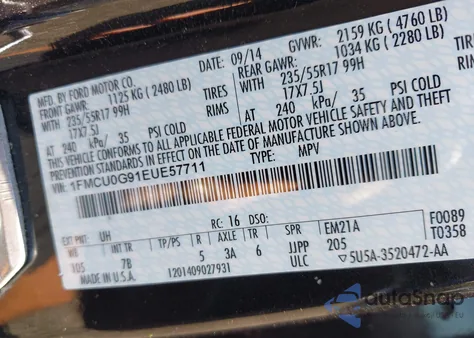 MFD. BY FORD MOTOR CO.
DATE: 09/14 GVWR: 2159 KG (4760 LB)
FRONT GAWR: 1125 KG (2480 LB) REAR GAWR: 1034 KG (2280 LB)
WITH 235/55R17 99H TIRES WITH 235/55R17 99H
17X7.5J RIMS 17X7.5J
AT 240 kPa/ 35 PSI COLD AT 240 kPa/ 35 PSI COLD
THIS VEHICLE CONFORMS TO ALL APPLICABLE FEDERAL MOTOR VEHICLE SAFETY AND THEFT
PREVENTION STANDARDS IN EFFECT ON THE DATE OF MANUFACTURE SHOWN ABOVE.
1FMCU0G91EUE57711 TYPE: MPV
EXT PNT: UH RC: 16 DSO:
WB INT TR TP/PS R AXLE TR SPR EM21A F0089
105 7B 5 3A 6 JJPP 205 T0358
MADE IN U.S.A. 1201409027931 ULC 5U5A-3520472-AA
autoSnap